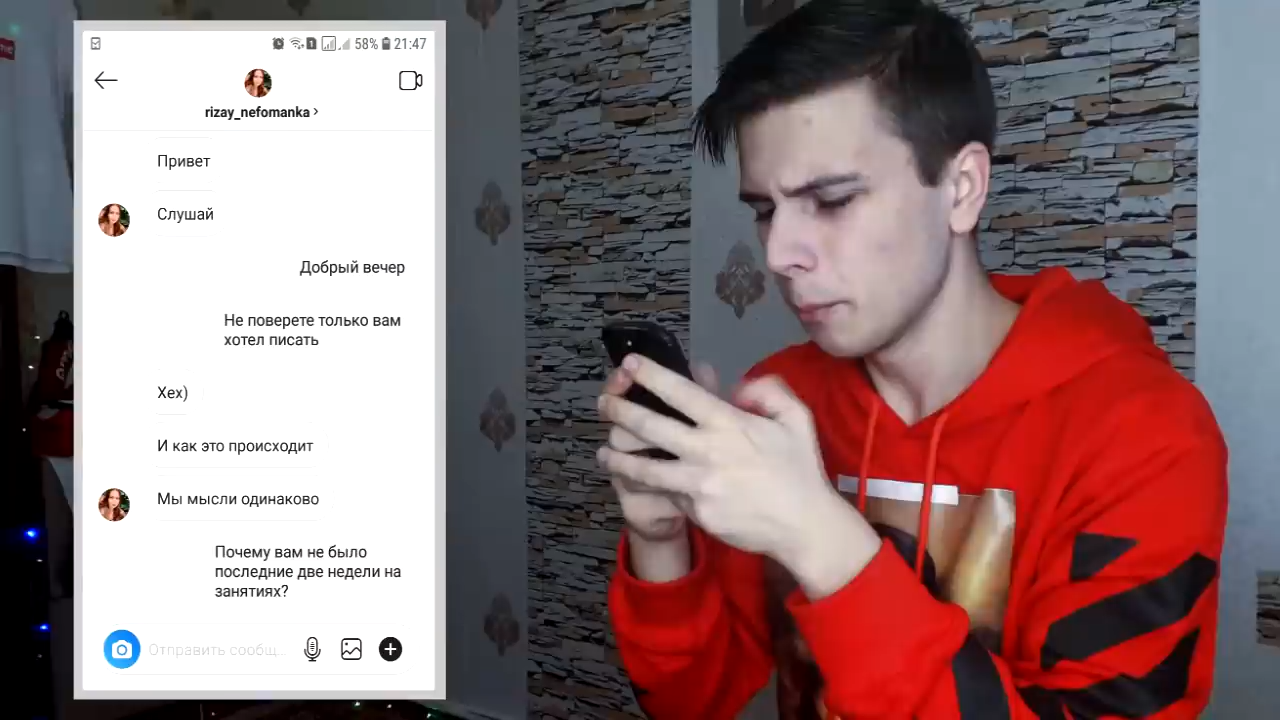 58% 21:47
rizay_nefomanka >
Привет
Слушай
Добрый вечер
Не поверете только вам
хотел писать
Хех)
И как это происходит
Мы мысли одинаково
Почему вам не было
последние две недели на
занятиях?
Отправить сообщ...